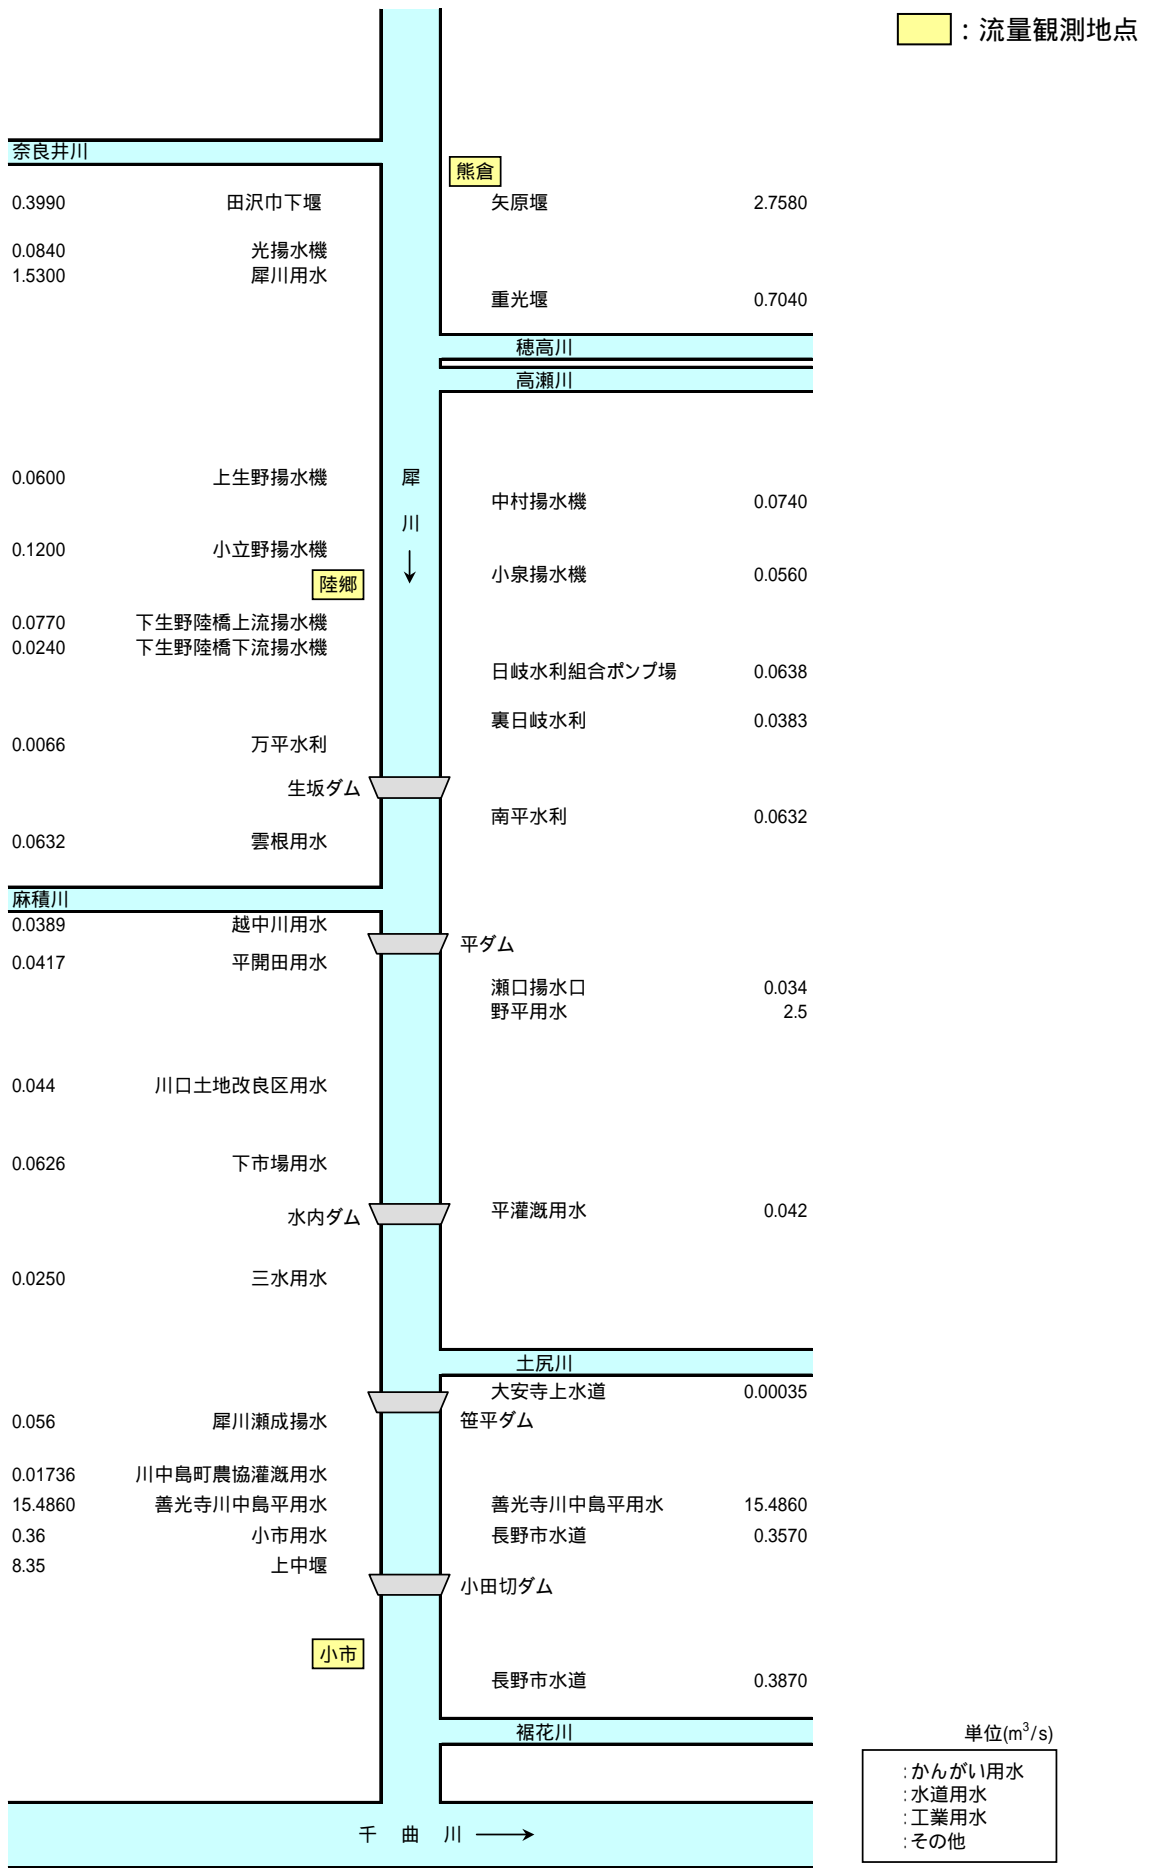 ：流量観測地点
奈良井川
熊倉
0.3990 田沢巾下堰 矢原堰 2.7580
0.0840 光揚水機
1.5300 犀川用水
重光堰 0.7040
穂高川
高瀬川
0.0600 上生野揚水機
犀川
中村揚水機 0.0740
0.1200 小立野揚水機
小泉揚水機 0.0560
陸郷
0.0770 下生野陸橋上流揚水機
0.0240 下生野陸橋下流揚水機
日岐水利組合ポンプ場 0.0638
裏日岐水利 0.0383
0.0066 万平水利
生坂ダム
南平水利 0.0632
0.0632 雲根用水
麻積川
0.0389 越中川用水
平ダム
0.0417 平開田用水
瀬口揚水口 0.034
野平用水 2.5
0.044 川口土地改良区用水
0.0626 下市場用水
水内ダム 平灌漑用水 0.042
0.0250 三水用水
土尻川
大安寺上水道 0.00035
0.056 犀川瀬成揚水 笹平ダム
0.01736 川中島町農協灌漑用水
15.4860 善光寺川中島平用水 善光寺川中島平用水 15.4860
0.36 小市用水 長野市水道 0.3570
8.35 上中堰
小田切ダム
小市
長野市水道 0.3870
裾花川
単位(m³/s)
:かんがい用水
:水道用水
:工業用水
:その他
千曲川